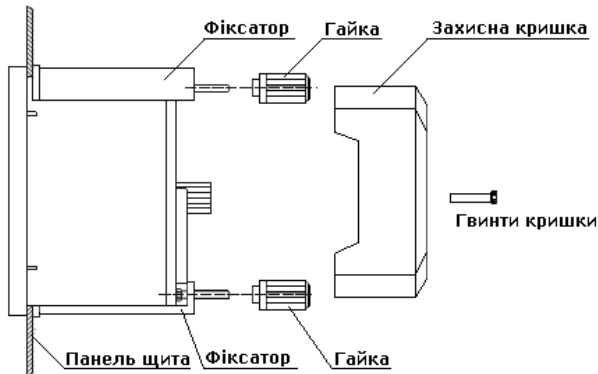 Фіксатор
Гайка
Захисна кришка
Гвинти кришки
Панель щита
Фіксатор
Гайка